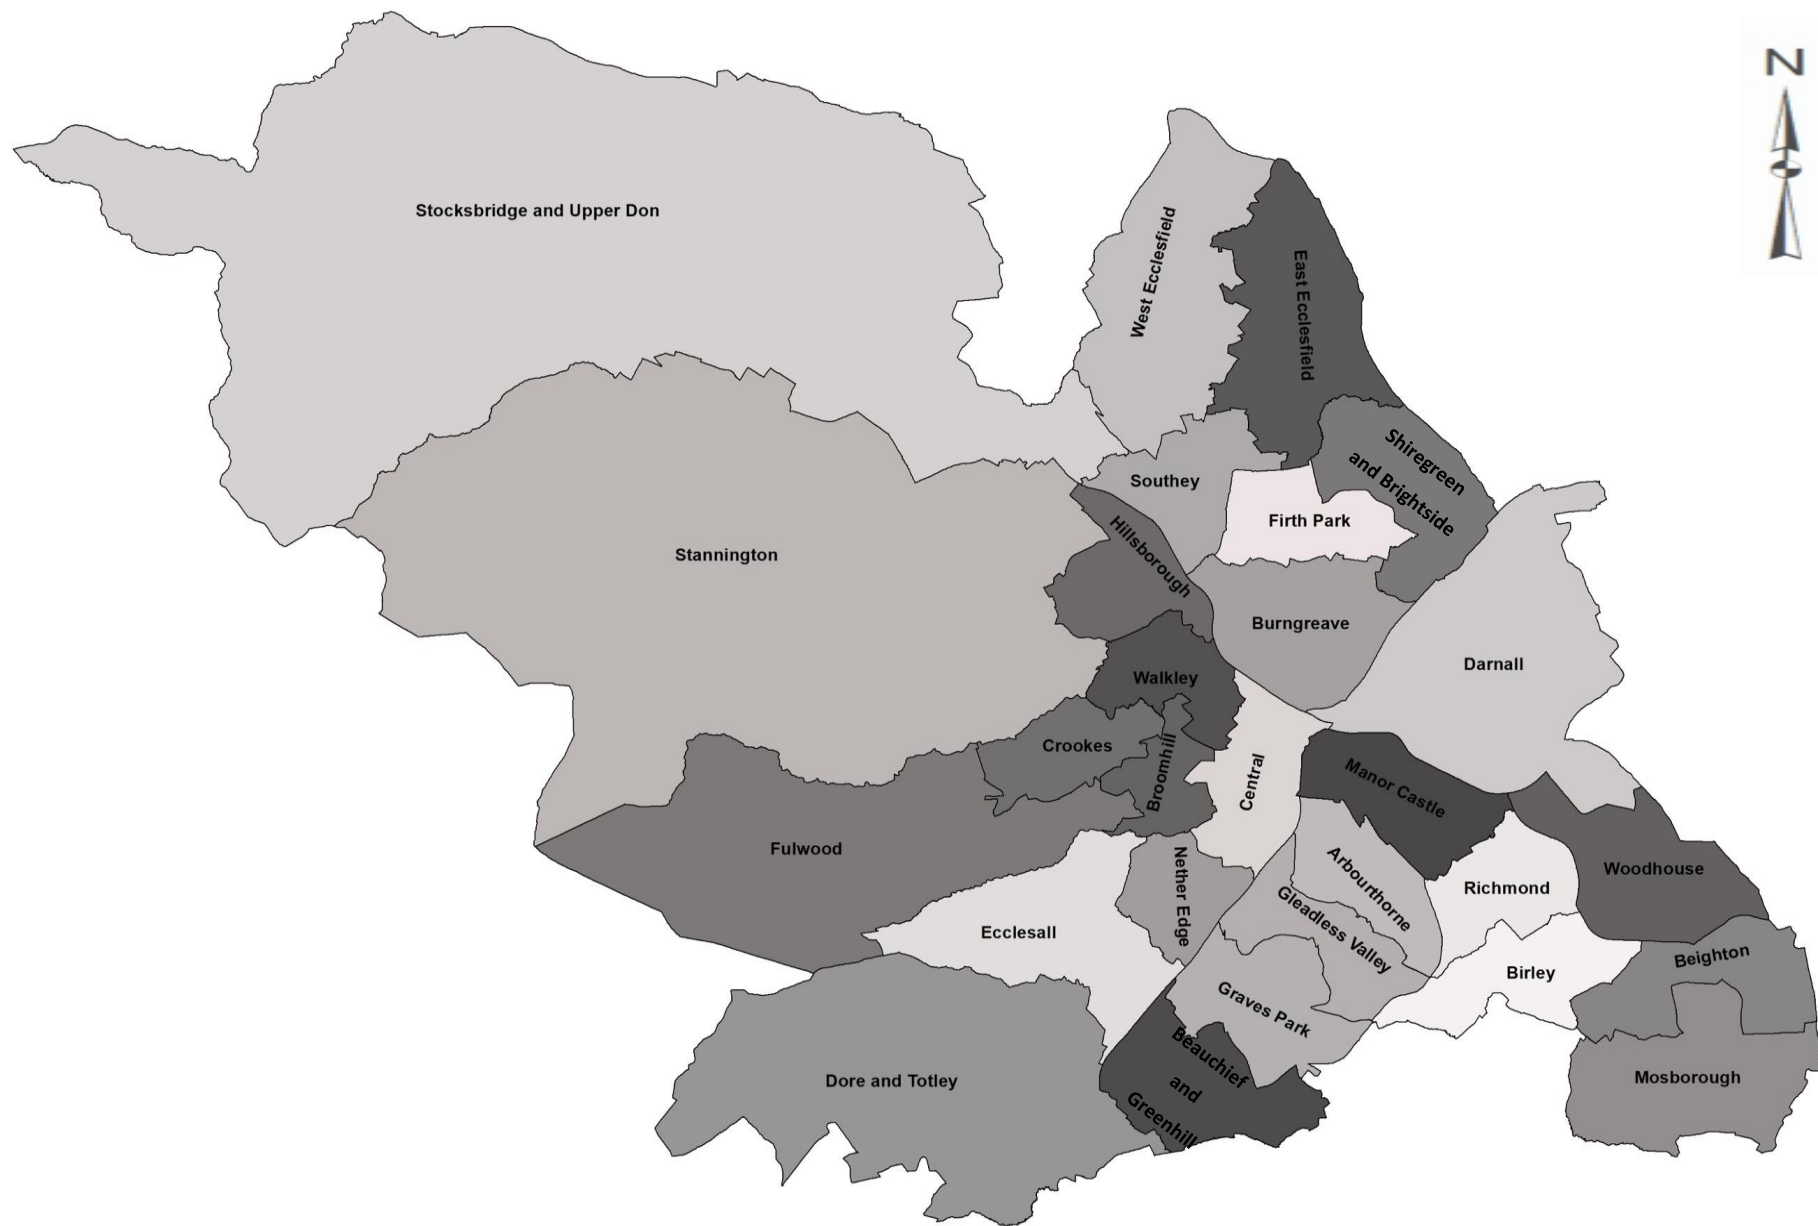 N
Stocksbridge and Upper Don
West Ecclesfield
East Ecclesfield
Shiregreen
and Brightside
Southey
Firth Park
Hillsborough
Stannington
Burngreave
Darnall
Walkley
Crookes
Broomhill
Central
Manor Castle
Fulwood
Nether Edge
Arbourthorne
Richmond
Woodhouse
Ecclesall
Gleadless Valley
Birley
Beighton
Graves Park
Beauchief
and
Greenhill
Dore and Totley
Mosborough